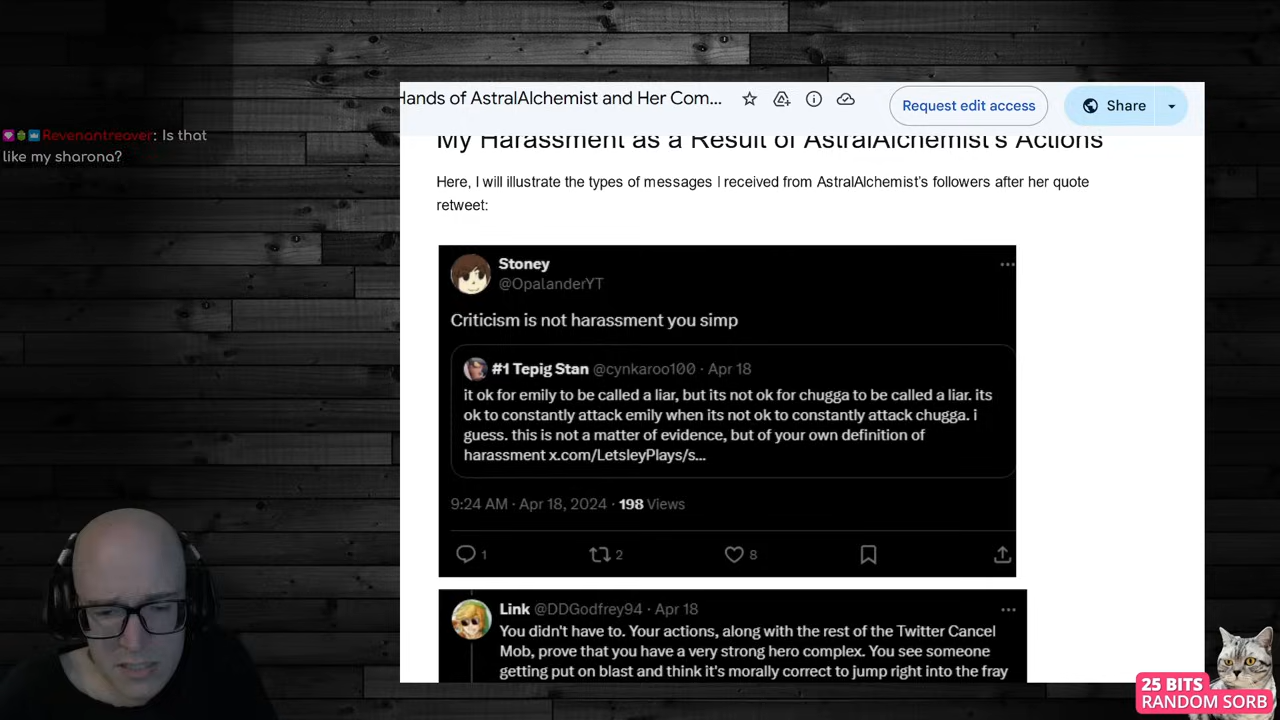 Revenantreaver: Is that
like my sharona?
Hands of AstralAlchemist and Her Com...
Request edit access
Share
My Harassment as a Result of AstralAlchemist's Actions
Here, I will illustrate the types of messages I received from AstralAlchemist's followers after her quote
retweet:
Stoney
@OpalanderYT
Criticism is not harassment you simp
#1 Tepig Stan @cynkaroo100 · Apr 18
it ok for emily to be called a liar, but its not ok for chugga to be called a liar. its
ok to constantly attack emily when its not ok to constantly attack chugga. i
guess. this is not a matter of evidence, but of your own definition of
harassment x.com/LetsleyPlays/s...
9:24 AM · Apr 18, 2024 · 198 Views
1
2
8
Link @DDGodfrey94 · Apr 18
You didn't have to. Your actions, along with the rest of the Twitter Cancel
Mob, prove that you have a very strong hero complex. You see someone
getting put on blast and think it's morally correct to jump right into the fray
25 BITS
RANDOM SORB